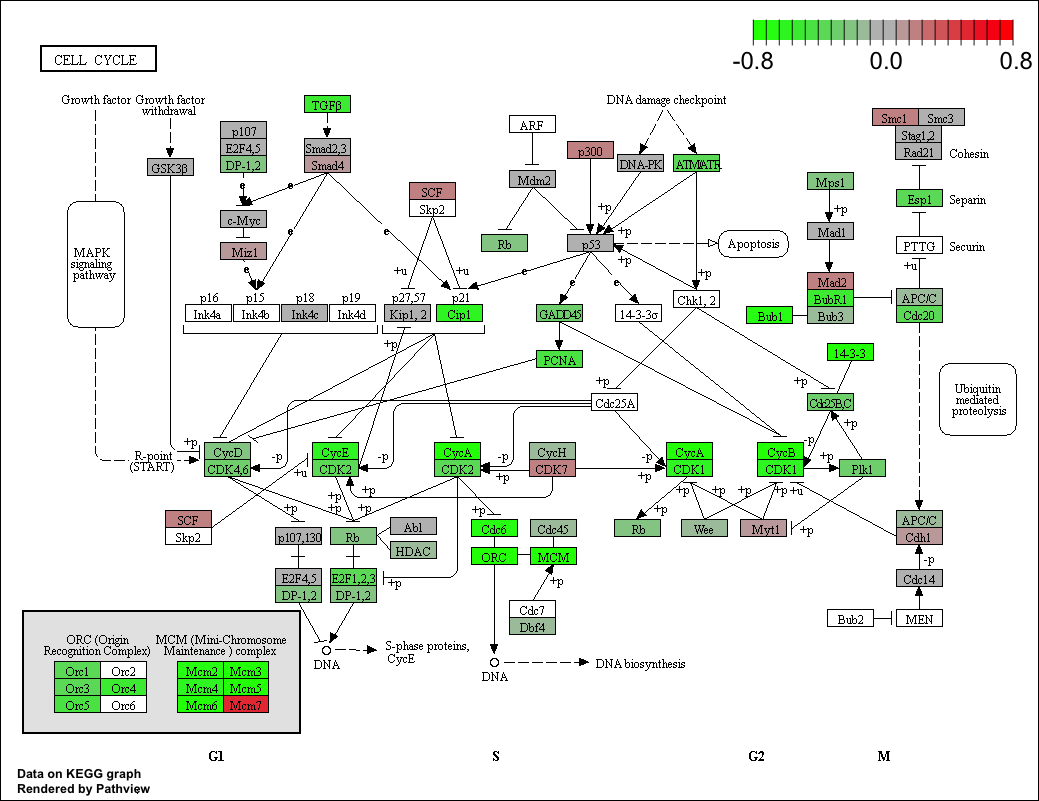 CELL CYCLE
-0.8 0.0 0.8
Growth factor
Growth factor
withdrawal
TGFβ
DNA damage checkpoint
ARF
p300
DNA-PK
ATM/ATR
Smc1 Smc3
Stag1,2
Rad21
Cohesin
p107
E2F4,5
DP-1,2
Smad2,3
Smad4
GSK3β
Mdm2
SCF
Skp2
Mps1
Esp1
Separin
e
e
e
c-Myc
Miz1
e
Rb
p53
+p
+p
+p
Apoptosis
Mad1
PTTG
Securin
+u
MAPK
signaling
pathway
+u
+u
e
e
e
+p
Mad2
BubR1
Bub3
Bub1
APC/C
Cdc20
p16
Ink4a
p15
Ink4b
p18
Ink4c
p19
Ink4d
p27,57
Kip1, 2
p21
Cip1
GADD45
14-3-3σ
Chk1, 2
+p
PCNA
14-3-3
+p
+p
Cdc25A
Cdc25B,C
Ubiquitin
mediated
proteolysis
R-point
(START)
+p
CycD
CDK4,6
-p
+u
CycE
CDK2
-p
CycA
CDK2
-p
+p
CycH
CDK7
-p
+p
CycA
CDK1
CycB
CDK1
-p
+p
+p
Plk1
SCF
Skp2
+p
+p
+p
+p
+p
+p
+p
+p
+p
+u
p107,130
Rb
Abl
HDAC
Cdc6
Cdc45
ORC
MCM
Rb
Wee
Myt1
+p
APC/C
Cdh1
-p
Cdc14
E2F4,5
DP-1,2
E2F1,2,3
DP-1,2
+p
+p
Cdc7
Dbf4
Bub2
MEN
ORC (Origin
Recognition Complex)
MCM (Mini-Chromosome
Maintenance ) complex
Orc1 Orc2
Orc3 Orc4
Orc5 Orc6
Mcm2 Mcm3
Mcm4 Mcm5
Mcm6 Mcm7
DNA
S-phase proteins,
CycE
DNA
DNA biosynthesis
G1 S G2 M
Data on KEGG graph
Rendered by Pathview